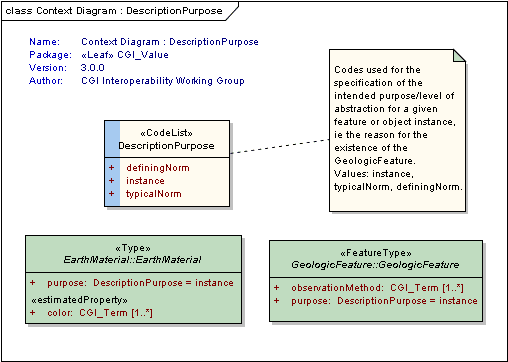 class Context Diagram : DescriptionPurpose
Name: Context Diagram : DescriptionPurpose
Package: «Leaf» CGI_Value
Version: 3.0.0
Author: CGI Interoperability Working Group
Codes used for the
specification of the
intended purpose/level of
abstraction for a given
feature or object instance,
ie the reason for the
existence of the
GeologicFeature.
Values: instance,
typicalNorm, definingNorm.
«CodeList»
DescriptionPurpose
+ definingNorm
+ instance
+ typicalNorm
«Type»
EarthMaterial::EarthMaterial
+ purpose: DescriptionPurpose = instance
«estimatedProperty»
+ color: CGI_Term [1..*]
«FeatureType»
GeologicFeature::GeologicFeature
+ observationMethod: CGI_Term [1..*]
+ purpose: DescriptionPurpose = instance